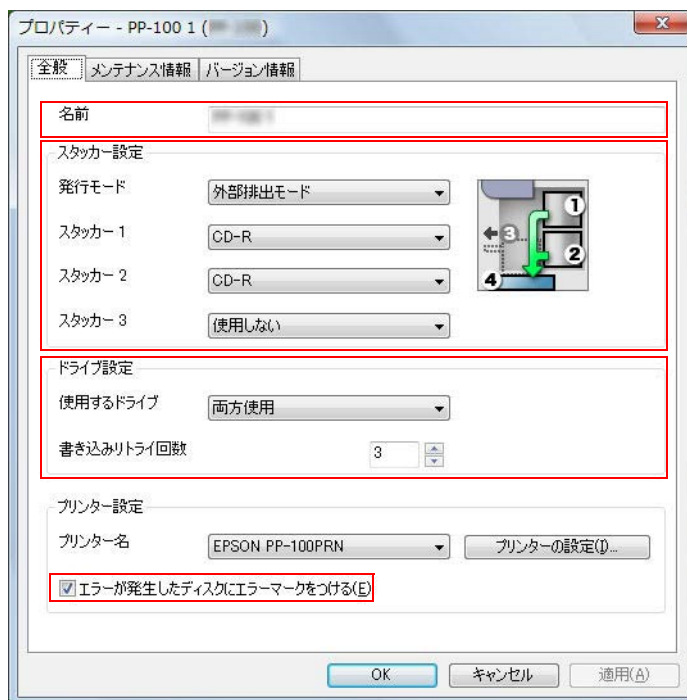 プロパティー - PP-100 1 ( )
全般 メンテナンス情報 バージョン情報
名前
スタッカー設定
発行モード 外部排出モード
スタッカー 1 CD-R
スタッカー 2 CD-R
スタッカー 3 使用しない
1
3
2
4
ドライブ設定
使用するドライブ 両方使用
書き込みリトライ回数 3
プリンター設定
プリンター名 EPSON PP-100PRN プリンターの設定(I)...
エラーが発生したディスクにエラーマークをつける(E)
OK キャンセル 適用(A)